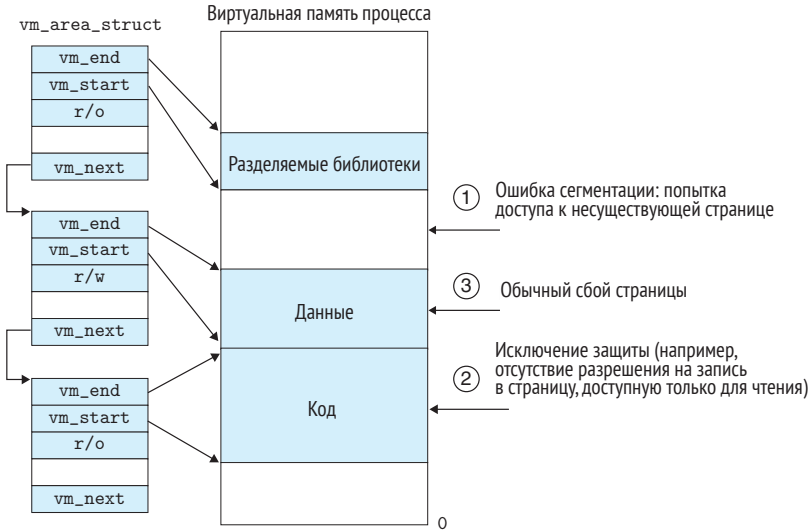 vm_area_struct
vm_end
vm_start
r/o
vm_next
vm_end
vm_start
r/w
vm_next
vm_end
vm_start
r/o
vm_next
Виртуальная память процесса
Разделяемые библиотеки
Данные
Код
0
1
Ошибка сегментации: попытка
доступа к несуществующей странице
3
Обычный сбой страницы
2
Исключение защиты (например,
отсутствие разрешения на запись
в страницу, доступную только для чтения)